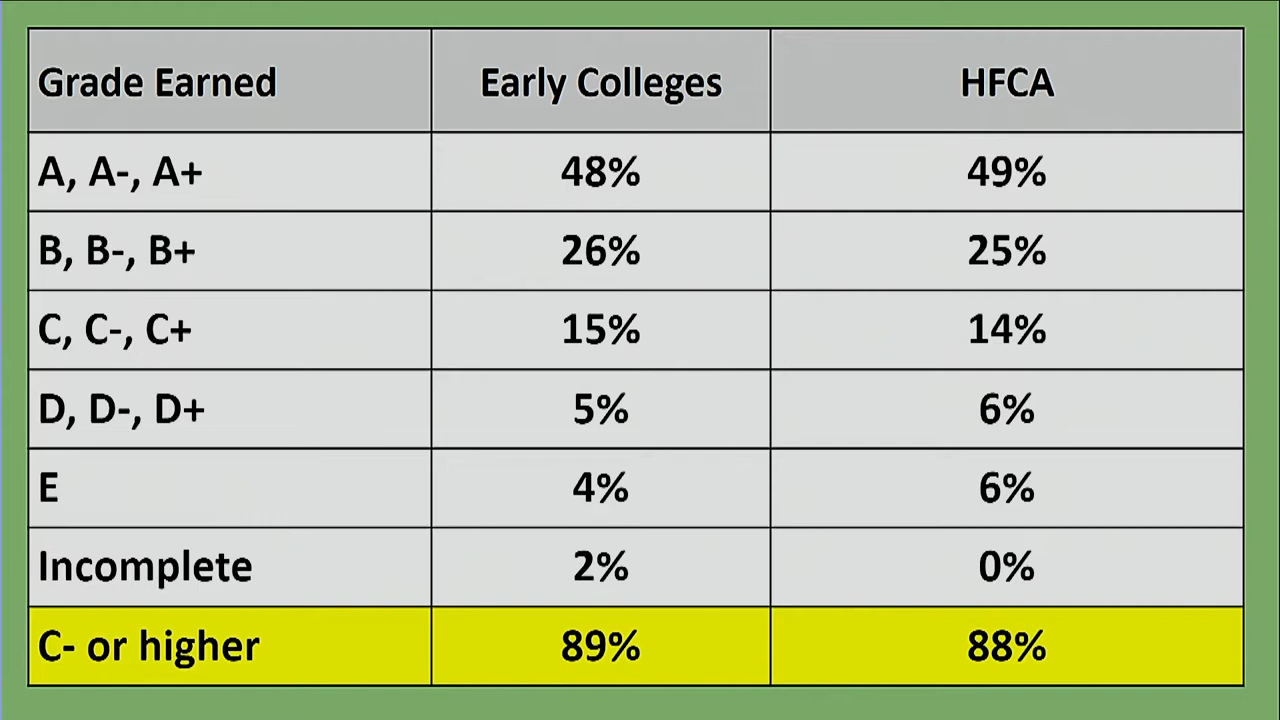 Grade Earned Early Colleges HFCA
A, A-, A+ 48% 49%
B, B-, B+ 26% 25%
C, C-, C+ 15% 14%
D, D-, D+ 5% 6%
E 4% 6%
Incomplete 2% 0%
C- or higher 89% 88%